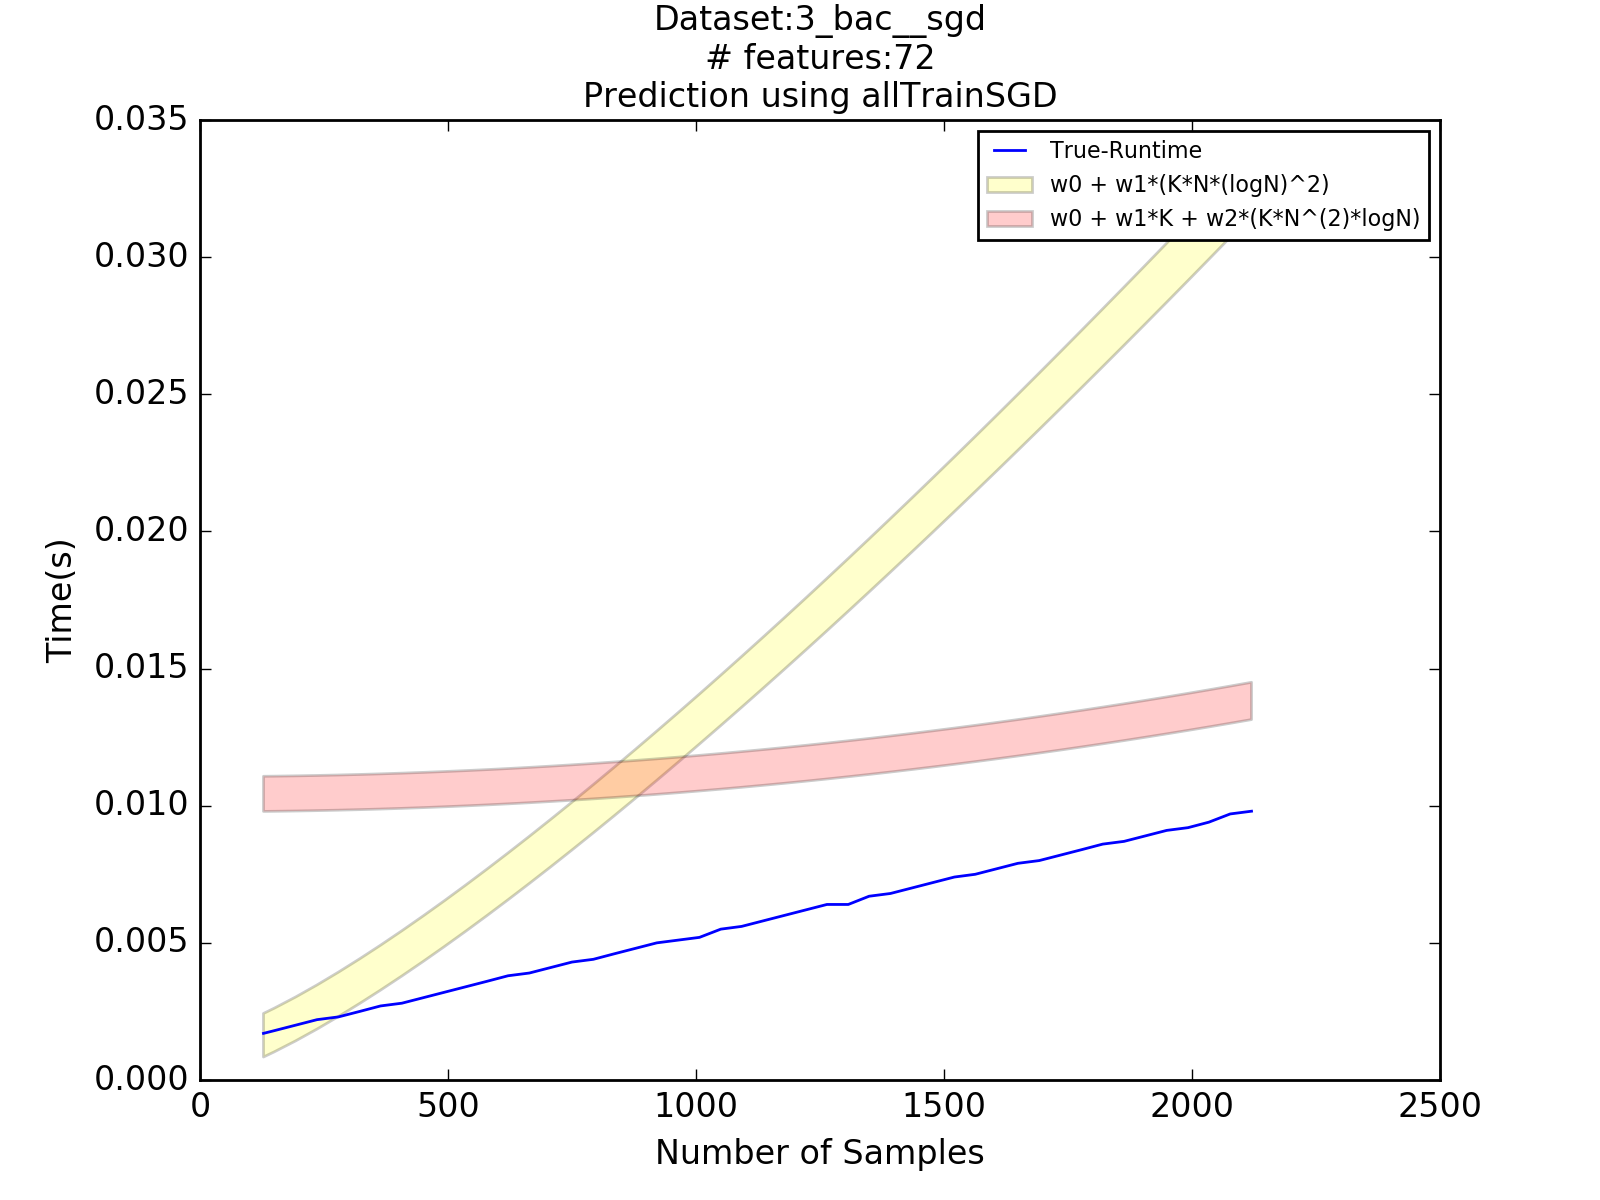 Dataset:3_bac__sgd
# features:72
Prediction using allTrainSGD
0.035
0.030
0.025
0.020
0.015
0.010
0.005
0.000
Time(s)
True-Runtime
w0 + w1*(K*N*(logN)^2)
w0 + w1*K + w2*(K*N^(2)*logN)
0 500 1000 1500 2000 2500
Number of Samples